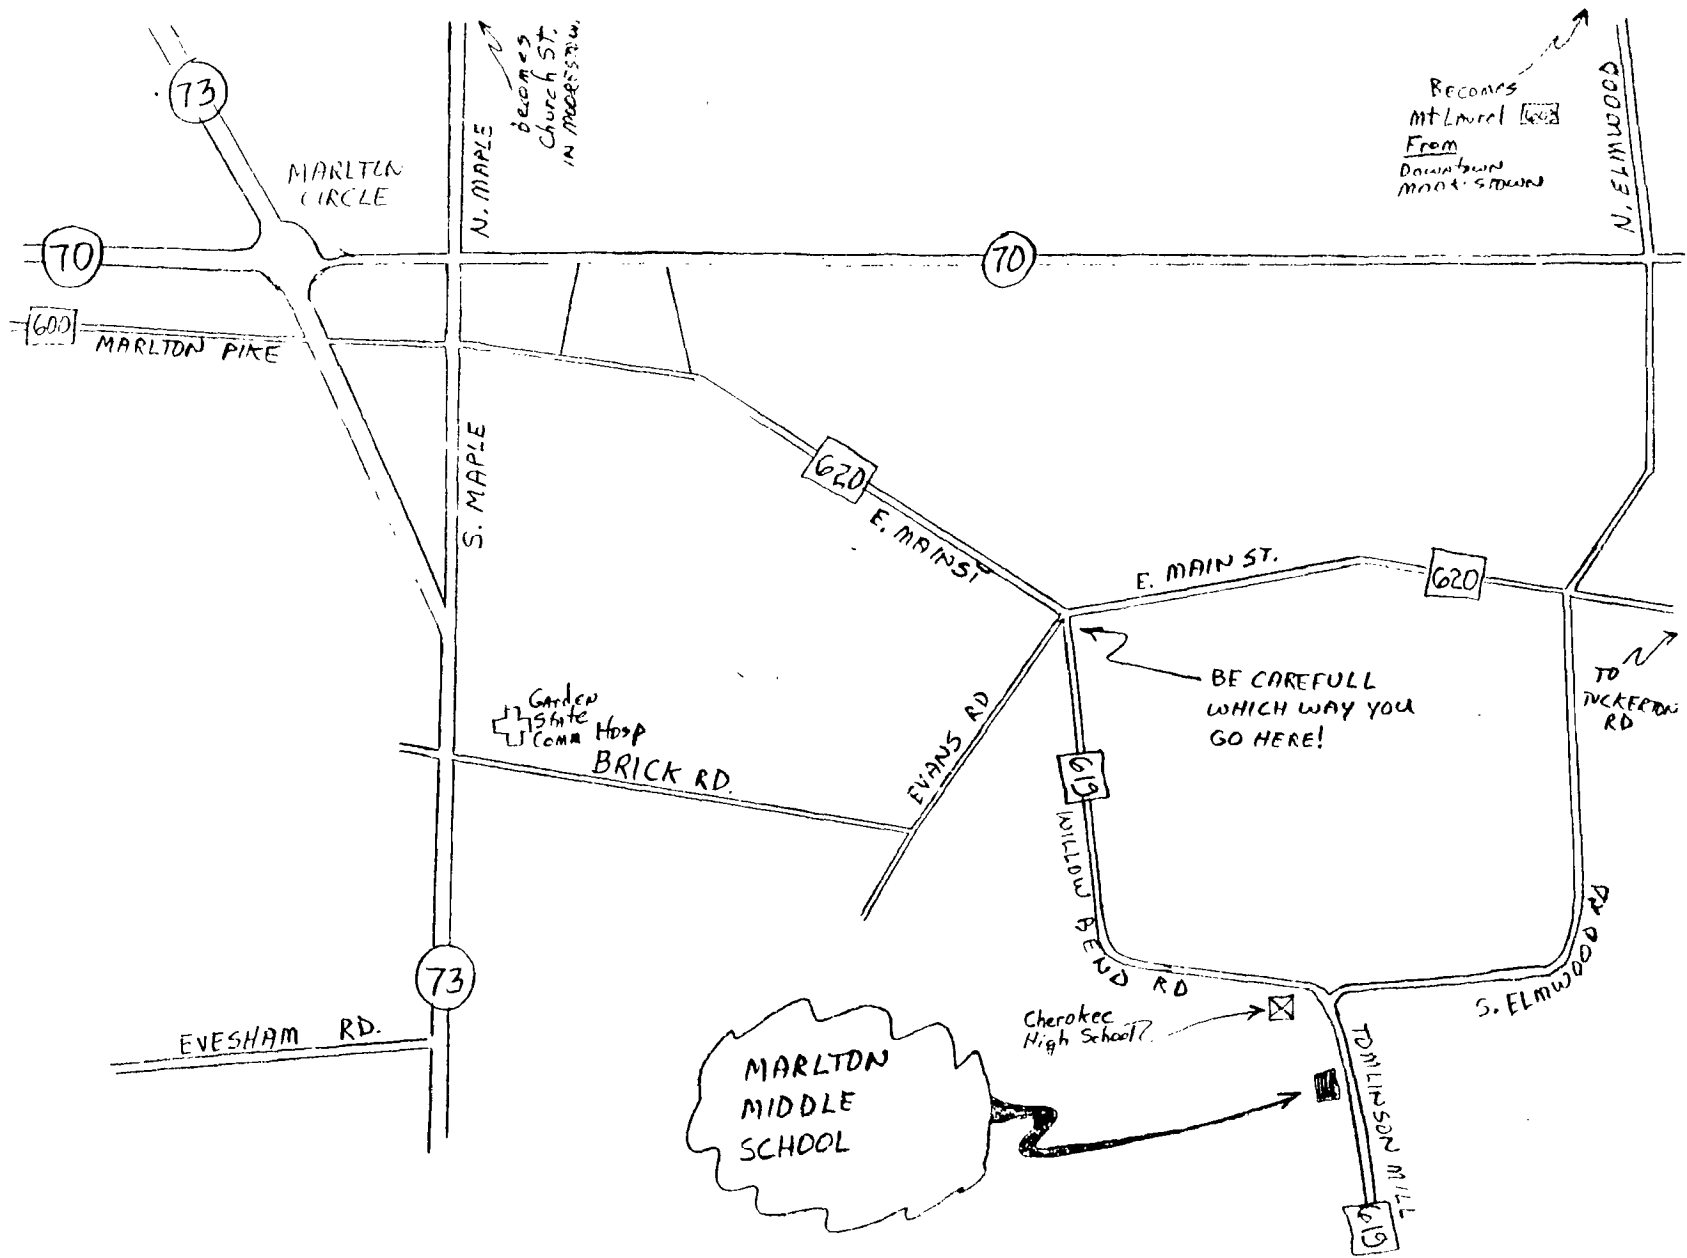 73
becomes
Church ST.
IN MOORESTOWN.
N. MAPLE
MARLTON
CIRCLE
Becomes
Mt Laurel
From
Downtown
N. ELMWOOD
70
70
600
MARLTON PIKE
S. MAPLE
620
E. MAIN ST
E. MAIN ST.
620
BE CAREFULL
WHICH WAY YOU
GO HERE!
TO
TUCKERTON
RD
Garden
State
Comm Hosp
BRICK RD.
EVANS RD
619
WILLOW BEND RD
S. ELMWOOD RD
73
EVESHAM RD.
Cherokee
High School?
MARLTON
MIDDLE
SCHOOL
TOMLINSON MILL
619